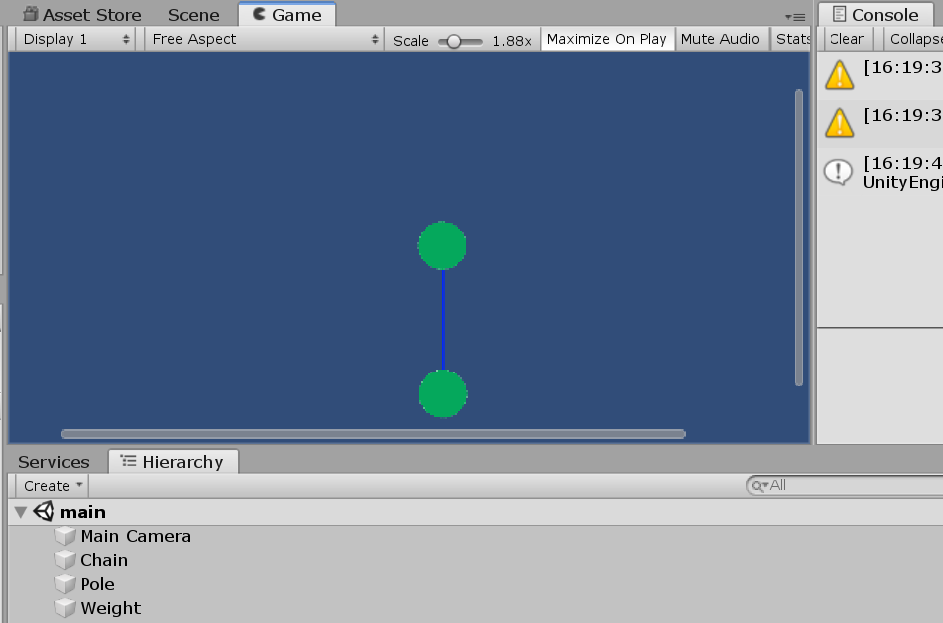 Asset Store Scene Game
Console
Display 1 Free Aspect Scale 1.88x Maximize On Play Mute Audio Stats
Clear Collapse
[16:19:3
[16:19:3
[16:19:4
UnityEngi
Services Hierarchy
Create
All
main
Main Camera
Chain
Pole
Weight